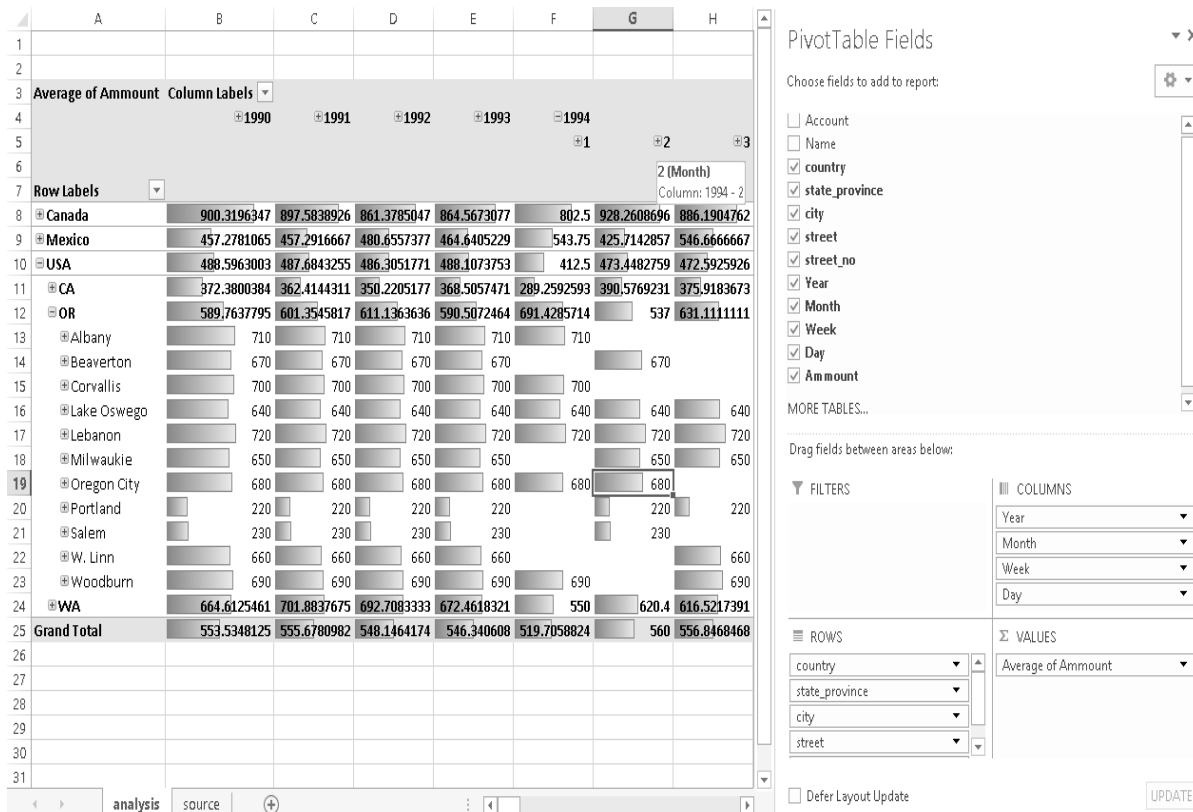 A B C D E F G H
1
2
3 Average of Ammount Column Labels
4 1990 1991 1992 1993 1994
5 1 2 3
6 2 (Month)
7 Row Labels Column: 1994 - 2
8 Canada 900.3196347 897.5838926 861.3785047 864.5673077 802.5 928.2608696 886.1904762
9 Mexico 457.2781065 457.2916667 480.6557377 464.6405229 543.75 425.7142857 546.6666667
10 USA 488.5963003 487.6843255 486.3051771 488.1073753 412.5 473.4482759 472.5925926
11 CA 372.3800384 362.4144311 350.2205177 368.5057471 289.2592593 390.5769231 375.9183673
12 OR 589.7637795 601.3545817 611.1363636 590.5072464 691.4285714 537 631.1111111
13 Albany 710 710 710 710 710
14 Beaverton 670 670 670 670 670
15 Corvallis 700 700 700 700 700
16 Lake Oswego 640 640 640 640 640 640 640
17 Lebanon 720 720 720 720 720 720 720
18 Milwaukie 650 650 650 650 650 650
19 Oregon City 680 680 680 680 680 680
20 Portland 220 220 220 220 220 220
21 Salem 230 230 230 230 230
22 W. Linn 660 660 660 660 660
23 Woodburn 690 690 690 690 690 690
24 WA 664.6125461 701.8837675 692.7083333 672.4618321 550 620.4 616.5217391
25 Grand Total 553.5348125 555.6780982 548.1464174 546.340608 519.7058824 560 556.8468468
26
27
28
29
30
31
analysis source
PivotTable Fields
Choose fields to add to report:
Account
Name
country
state_province
city
street
street_no
Year
Month
Week
Day
Ammount
MORE TABLES...
Drag fields between areas below:
FILTERS
COLUMNS
Year
Month
Week
Day
ROWS
country
state_province
city
street
VALUES
Average of Ammount
Defer Layout Update
UPDATE